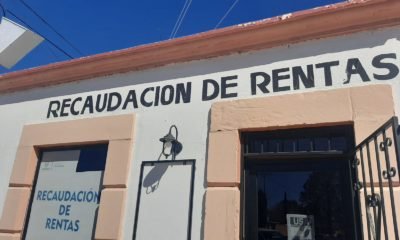 RECAUDACION DE RENTAS
RECAUDACIÓN
DE
RENTAS